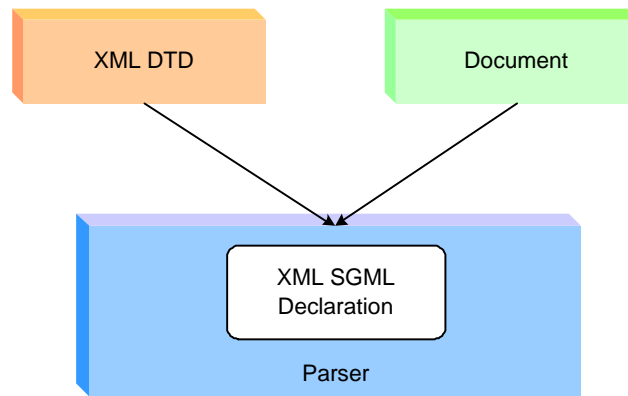 XML DTD
Document
XML SGML
Declaration
Parser